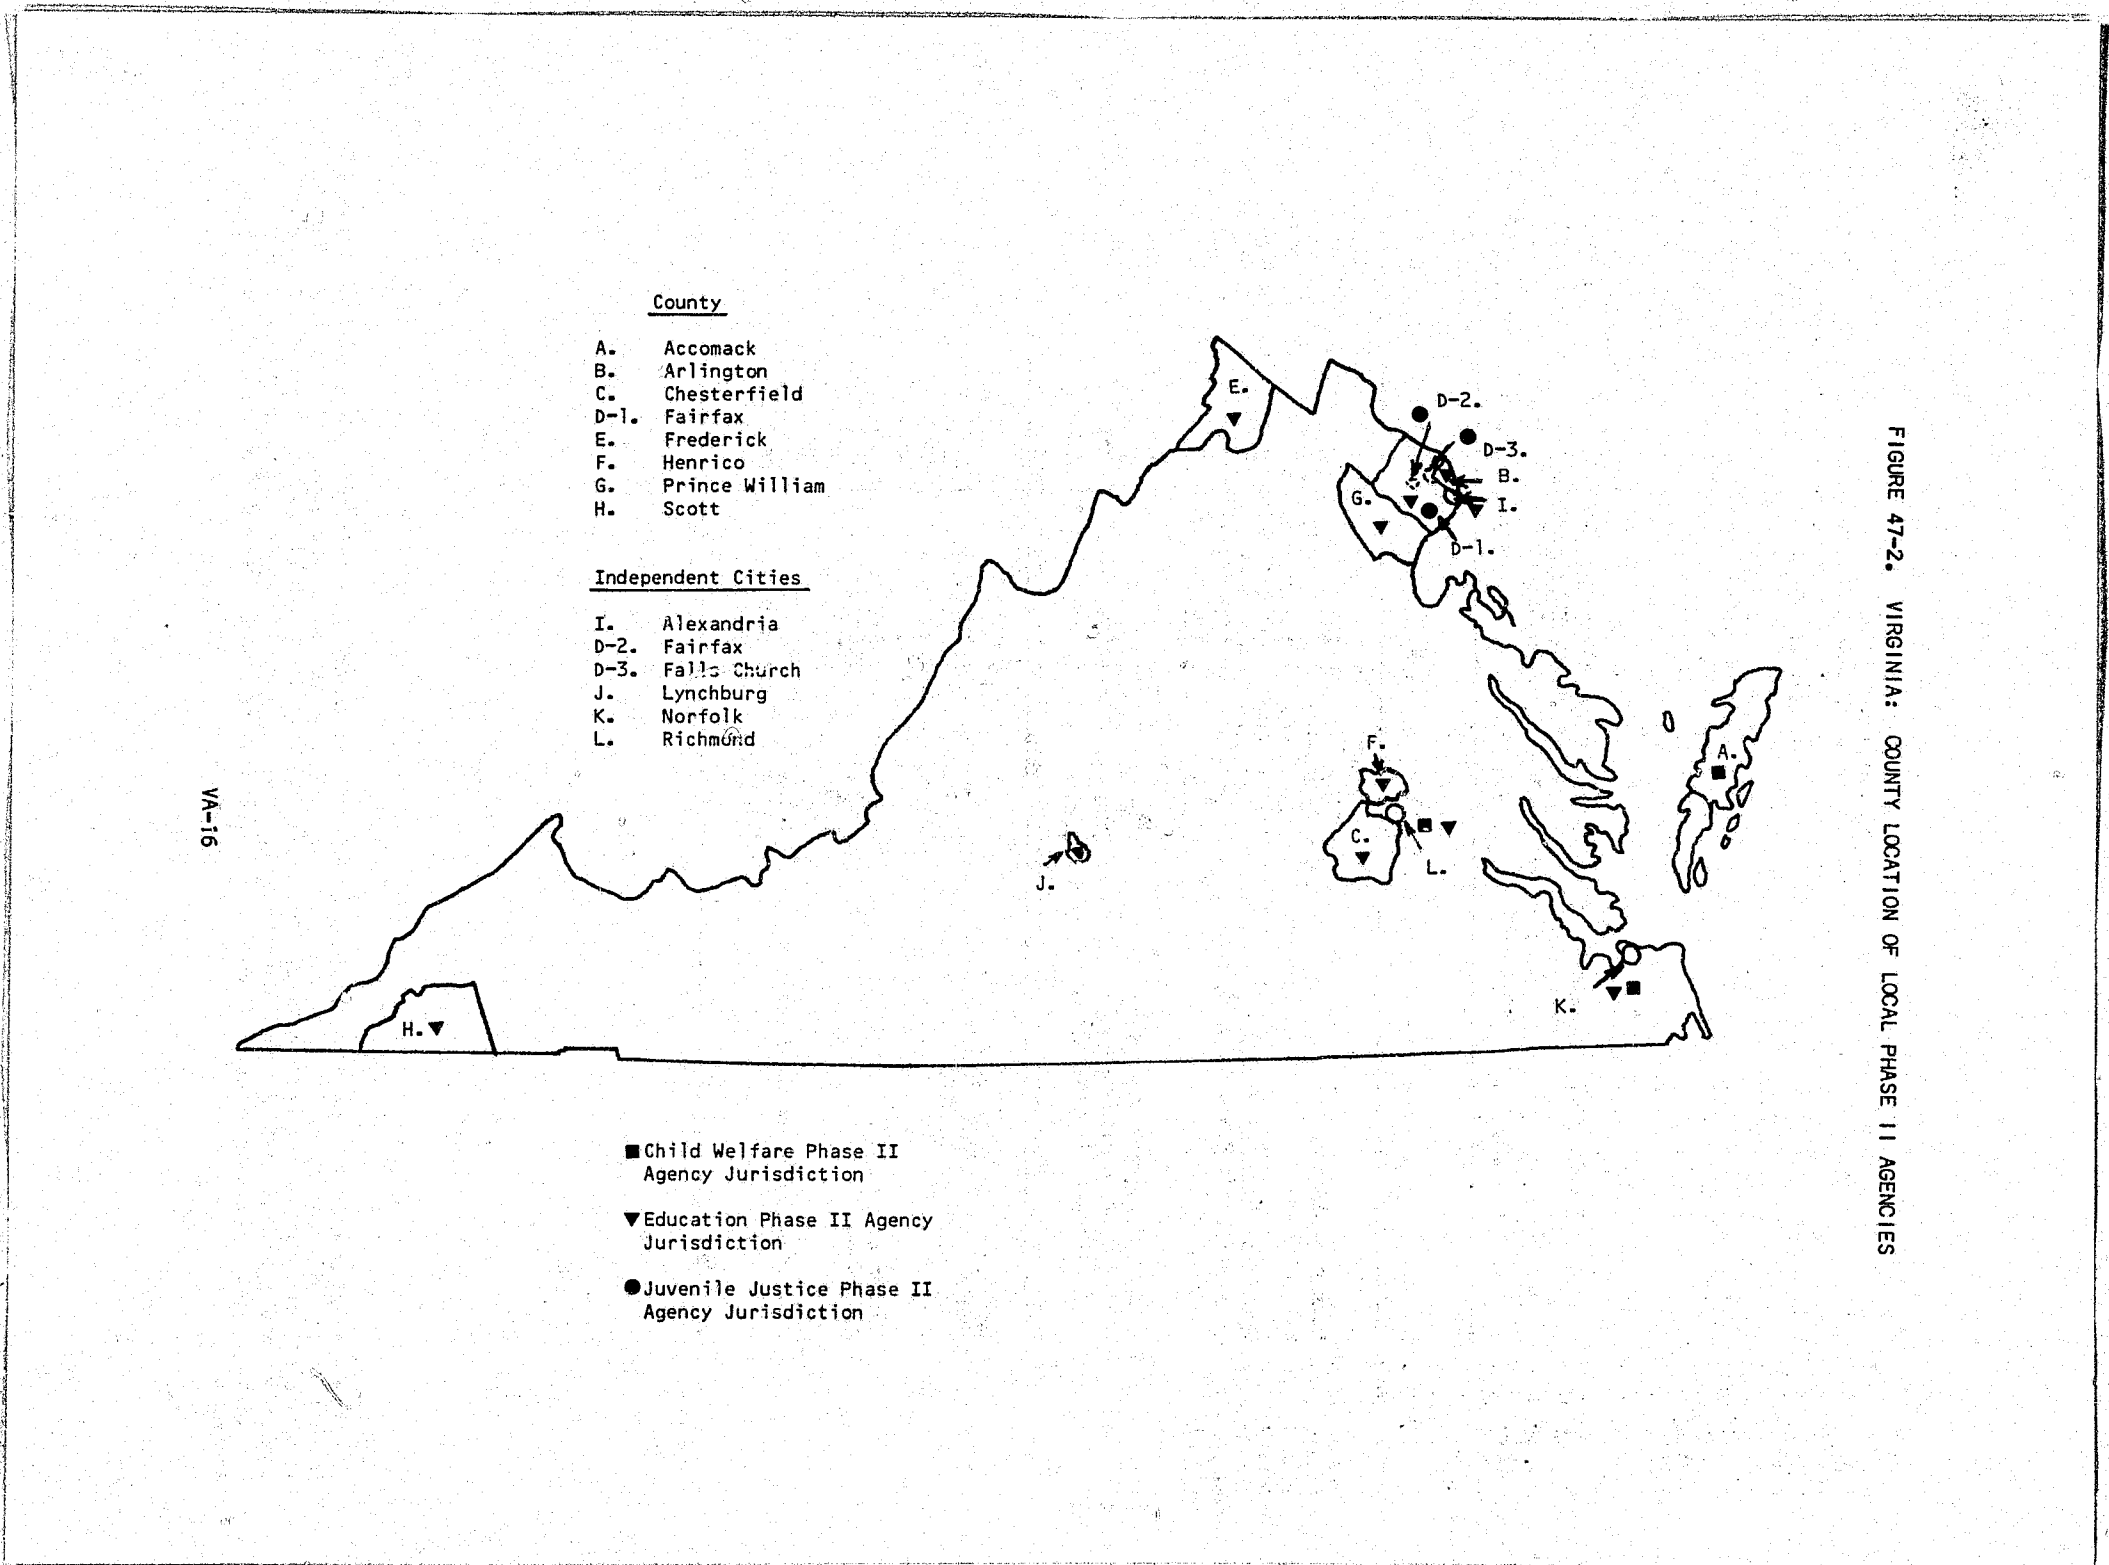 FIGURE 47-2. VIRGINIA: COUNTY LOCATION OF LOCAL PHASE II AGENCIES
County
A. Accomack
B. Arlington
C. Chesterfield
D-1. Fairfax
E. Frederick
F. Henrico
G. Prince William
H. Scott
Independent Cities
I. Alexandria
D-2. Fairfax
D-3. Falls Church
J. Lynchburg
K. Norfolk
L. Richmond
E.
D-2.
D-3.
B.
G.
I.
D-1.
F.
A.
C.
L.
J.
K.
H.
Child Welfare Phase II
Agency Jurisdiction
Education Phase II Agency
Jurisdiction
Juvenile Justice Phase II
Agency Jurisdiction
VA-16